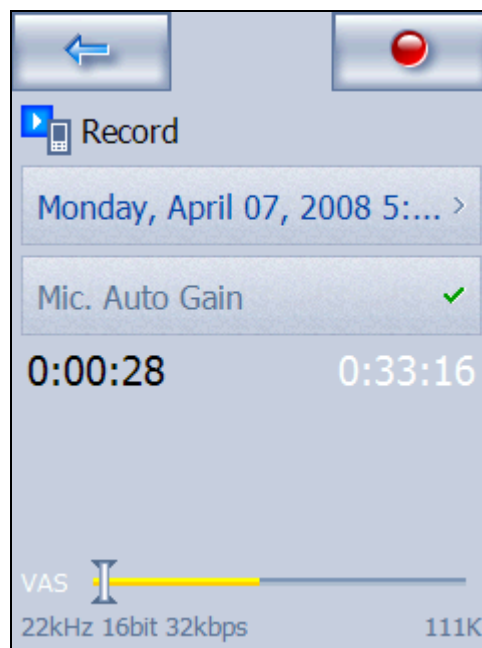 Record
Monday, April 07, 2008 5:...
Mic. Auto Gain
0:00:28 0:33:16
VAS
22kHz 16bit 32kbps 111K